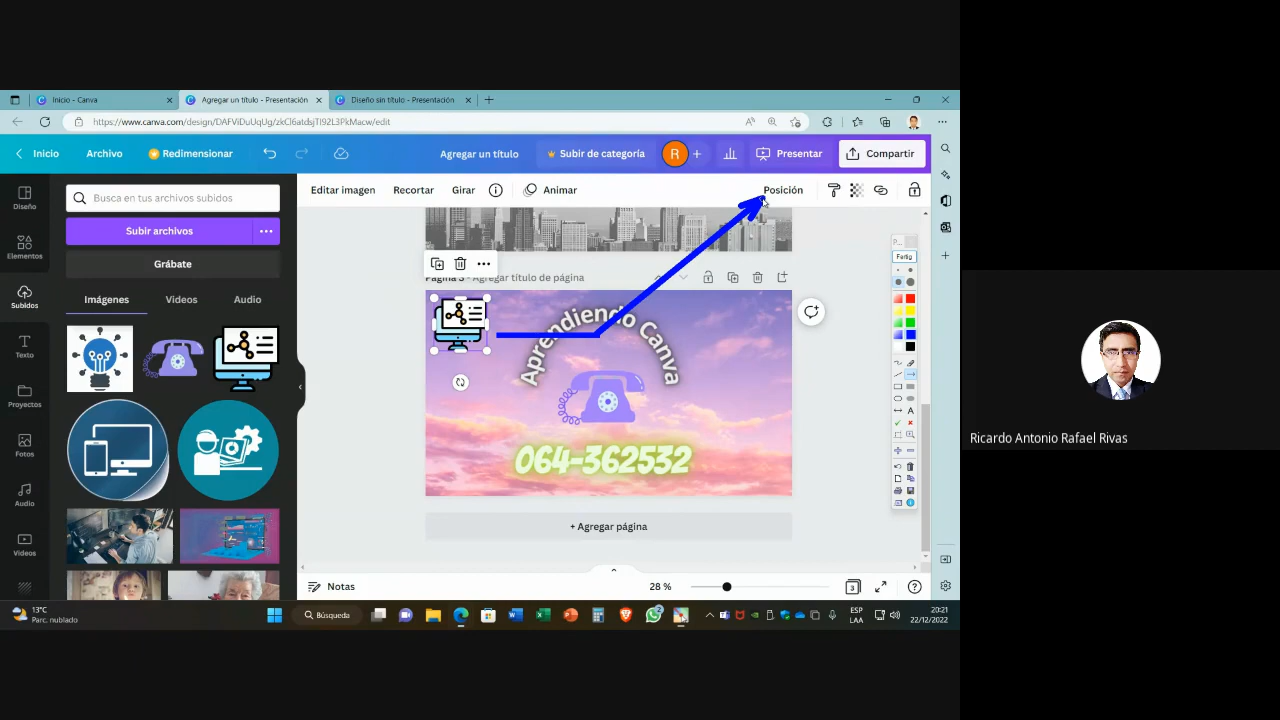 Inicio - Canva
Agregar un título - Presentación
Diseño sin título - Presentación
https://www.canva.com/design/DAFViDuUqUg/zkCl6atdsjTI92L3PkMacw/edit
Inicio
Archivo
Redimensionar
Agregar un título
Subir de categoría
R
Presentar
Compartir
Editar imagen
Recortar
Girar
Animar
Posición
Diseño
Elementos
Subidos
Texto
Proyectos
Fotos
Audio
Videos
Busca en tus archivos subidos
Subir archivos
Grábate
Imágenes
Videos
Audio
Página 3 - Agregar título de página
Aprendiendo Canva
064-362532
+ Agregar página
P...
Fertig
A
Notas
28 %
3
Ricardo Antonio Rafael Rivas
13°C
Parc. nublado
Búsqueda
ESP
LAA
20:21
22/12/2022